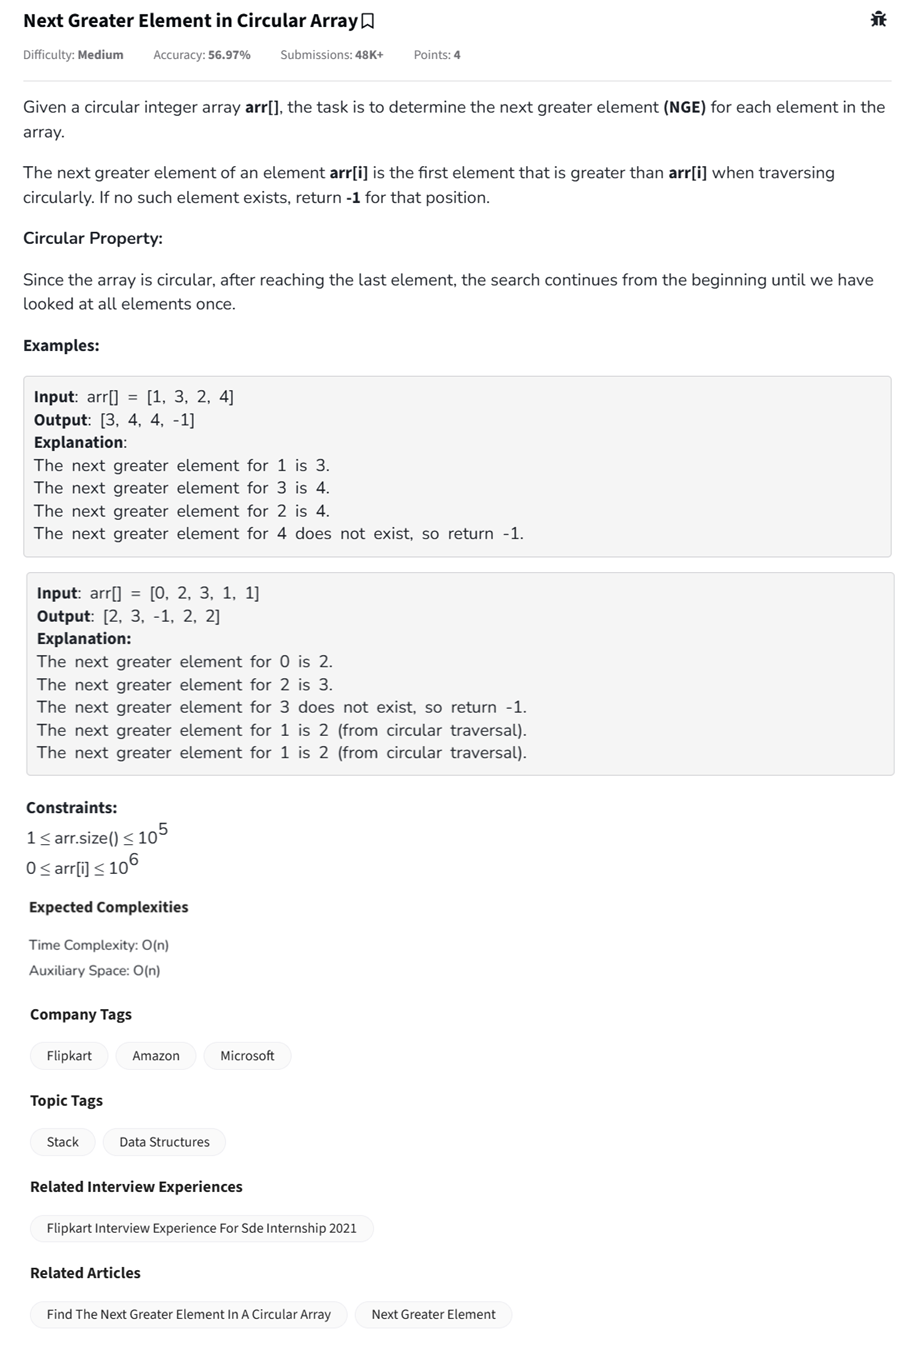 Next Greater Element in Circular Array
Difficulty: Medium Accuracy: 56.97% Submissions: 48K+ Points: 4
Given a circular integer array arr[], the task is to determine the next greater element (NGE) for each element in the
array.
The next greater element of an element arr[i] is the first element that is greater than arr[i] when traversing
circularly. If no such element exists, return -1 for that position.
Circular Property:
Since the array is circular, after reaching the last element, the search continues from the beginning until we have
looked at all elements once.
Examples:
Input: arr[] = [1, 3, 2, 4]
Output: [3, 4, 4, -1]
Explanation:
The next greater element for 1 is 3.
The next greater element for 3 is 4.
The next greater element for 2 is 4.
The next greater element for 4 does not exist, so return -1.
Input: arr[] = [0, 2, 3, 1, 1]
Output: [2, 3, -1, 2, 2]
Explanation:
The next greater element for 0 is 2.
The next greater element for 2 is 3.
The next greater element for 3 does not exist, so return -1.
The next greater element for 1 is 2 (from circular traversal).
The next greater element for 1 is 2 (from circular traversal).
Constraints:
1 ≤ arr.size() ≤ 10⁵
0 ≤ arr[i] ≤ 10⁶
Expected Complexities
Time Complexity: O(n)
Auxiliary Space: O(n)
Company Tags
Flipkart Amazon Microsoft
Topic Tags
Stack Data Structures
Related Interview Experiences
Flipkart Interview Experience For Sde Internship 2021
Related Articles
Find The Next Greater Element In A Circular Array Next Greater Element